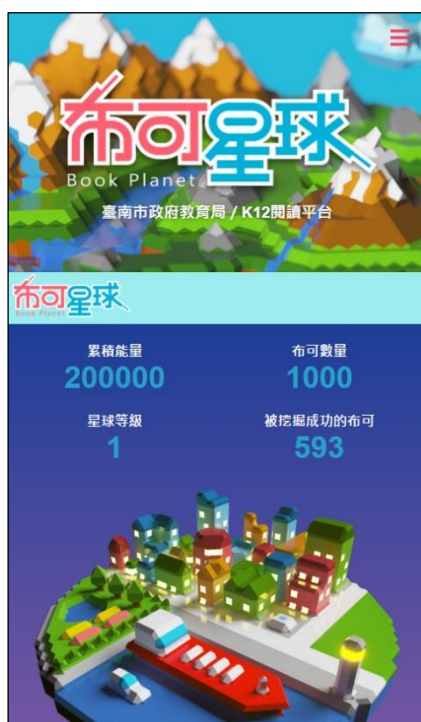 布可星球
Book Planet
臺南市政府教育局 / K12閱讀平台
布可星球
Book Planet
累積能量
200000
布可數量
1000
星球等級
1
被挖掘成功的布可
593